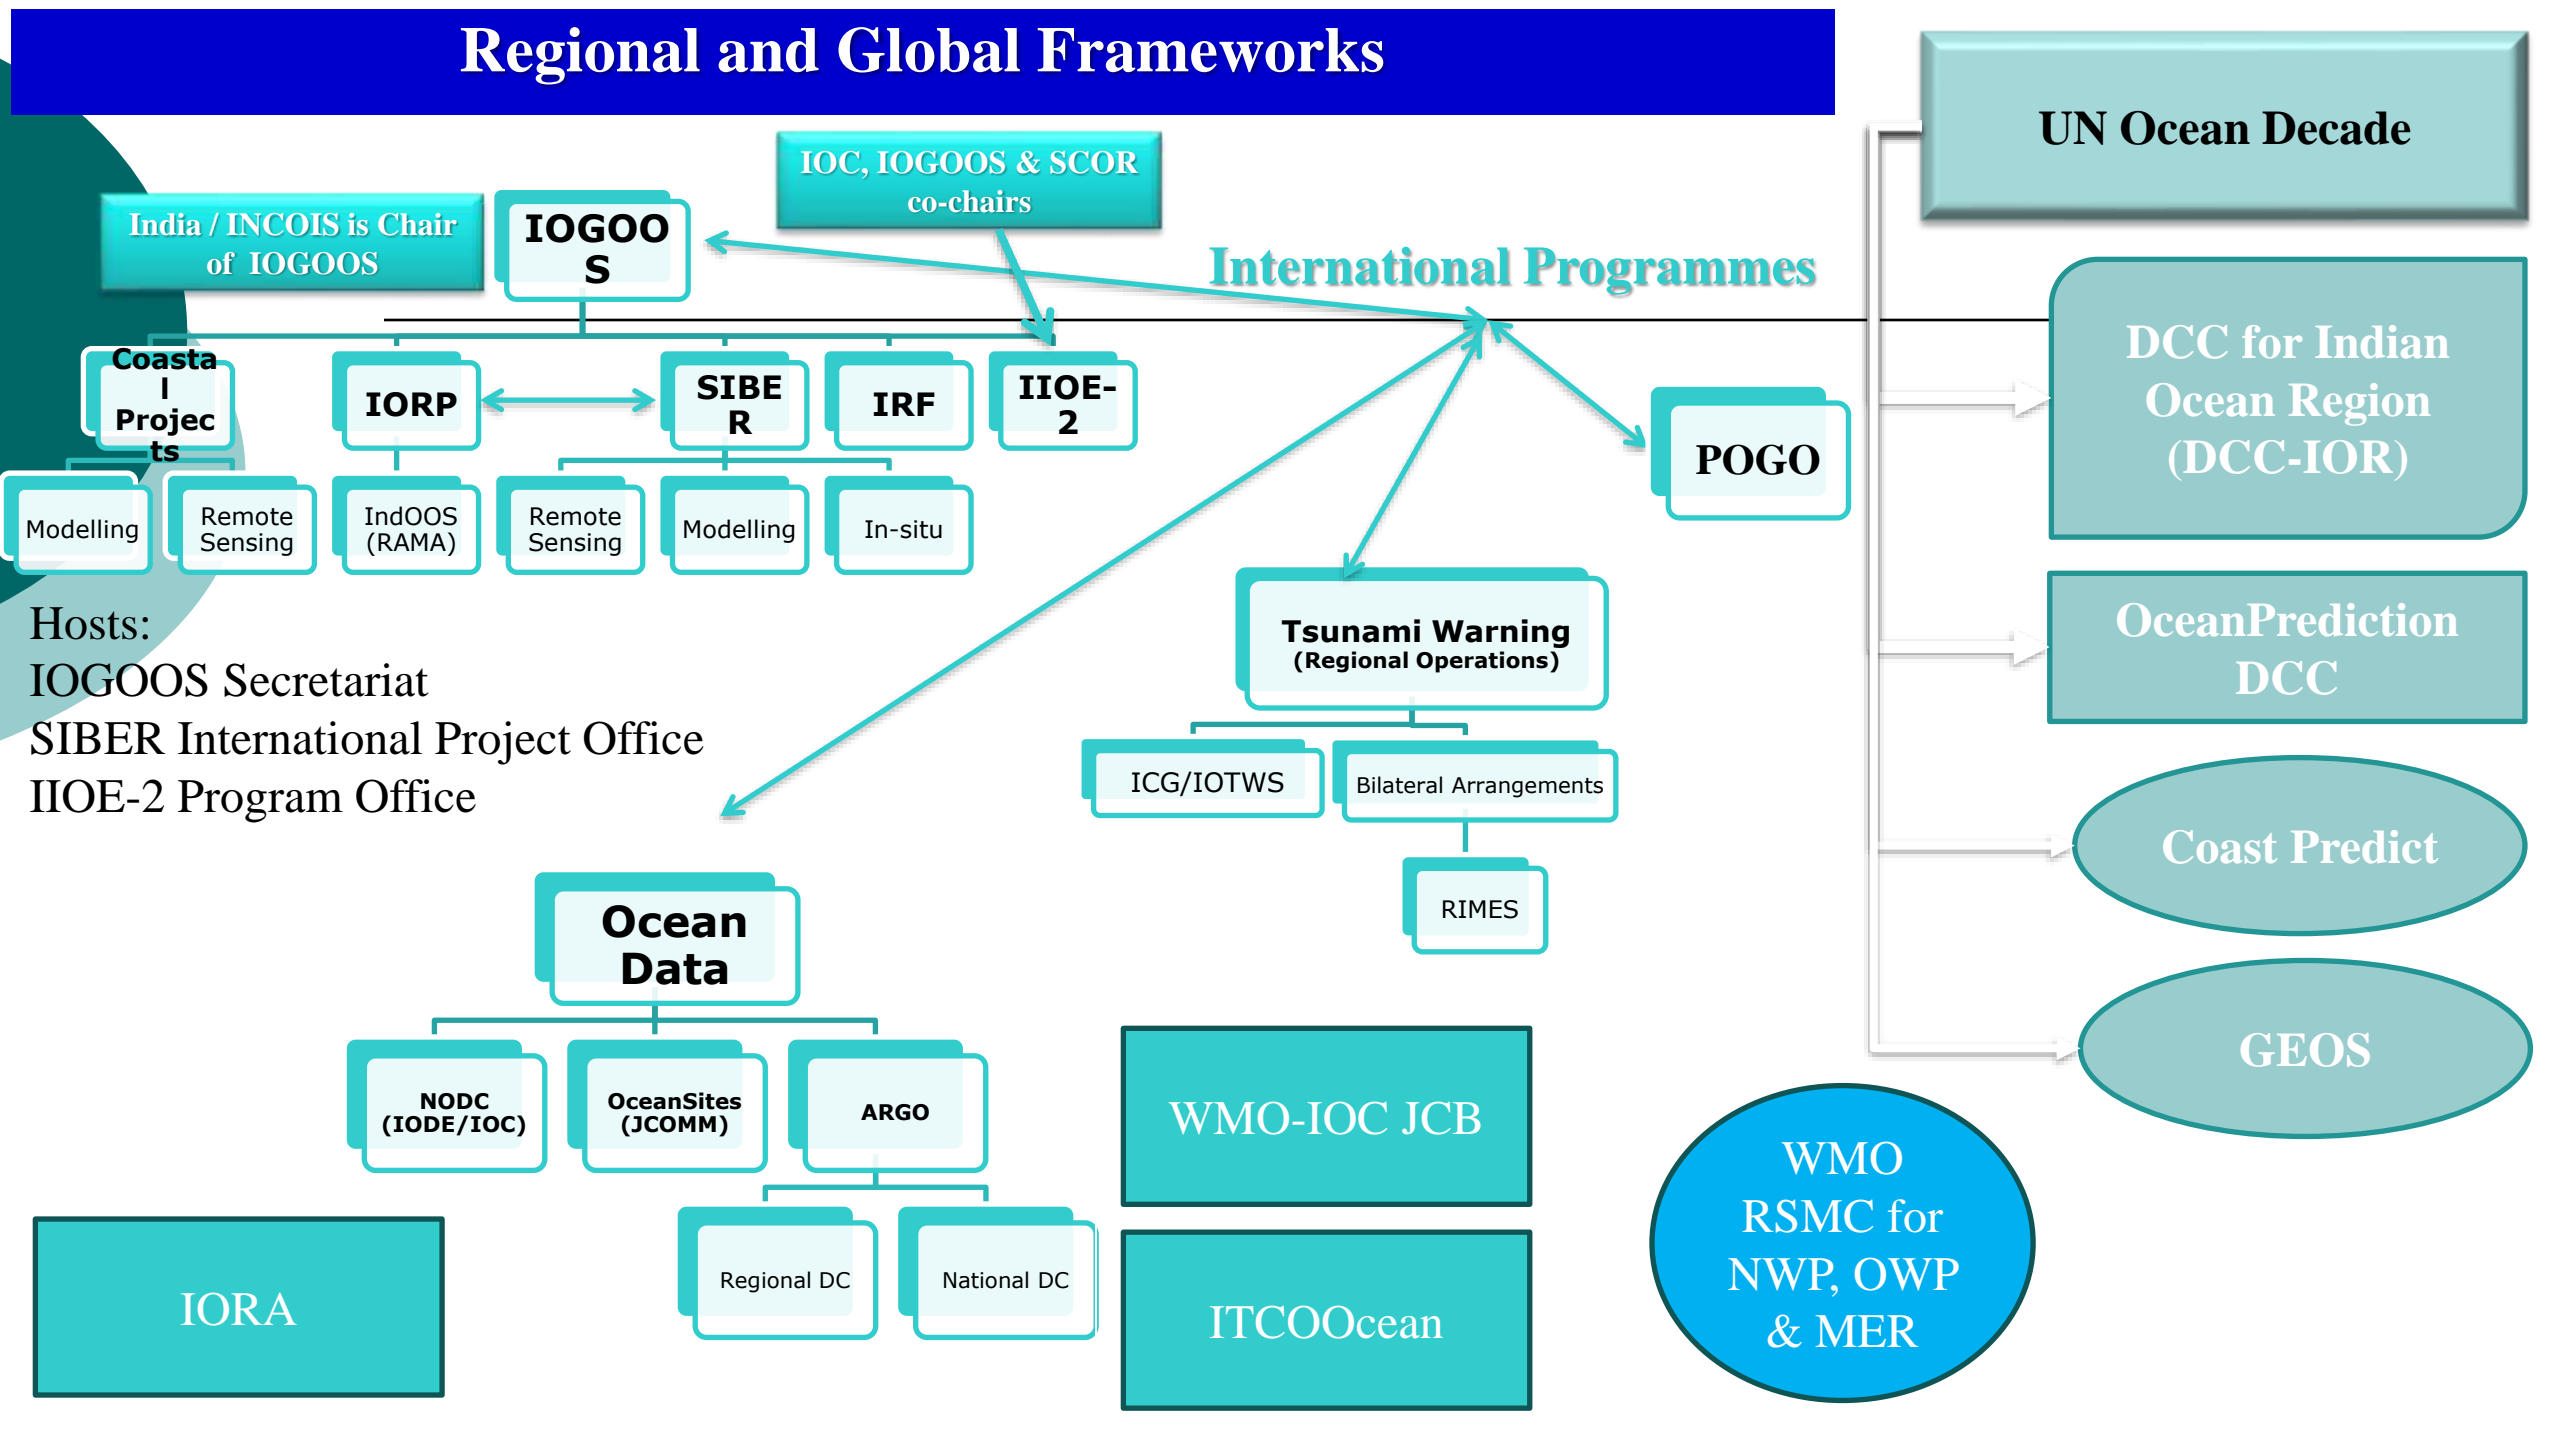 Regional and Global Frameworks
UN Ocean Decade
IOC, IOGOOS & SCOR
co-chairs
India / INCOIS is Chair
of IOGOOS
IOGOO
S
International Programmes
Coasta
l
Projec
ts
IORP
SIBE
R
IRF
IIOE-
2
POGO
DCC for Indian
Ocean Region
(DCC-IOR)
Modelling
Remote
Sensing
IndOOS
(RAMA)
Remote
Sensing
Modelling
In-situ
Hosts:
IOGOOS Secretariat
SIBER International Project Office
IIOE-2 Program Office
Tsunami Warning
(Regional Operations)
OceanPrediction
DCC
ICG/IOTWS
Bilateral Arrangements
RIMES
Coast Predict
Ocean
Data
NODC
(IODE/IOC)
OceanSites
(JCOMM)
ARGO
Regional DC
National DC
WMO-IOC JCB
GEOS
WMO
RSMC for
NWP, OWP
& MER
IORA
ITCOOcean